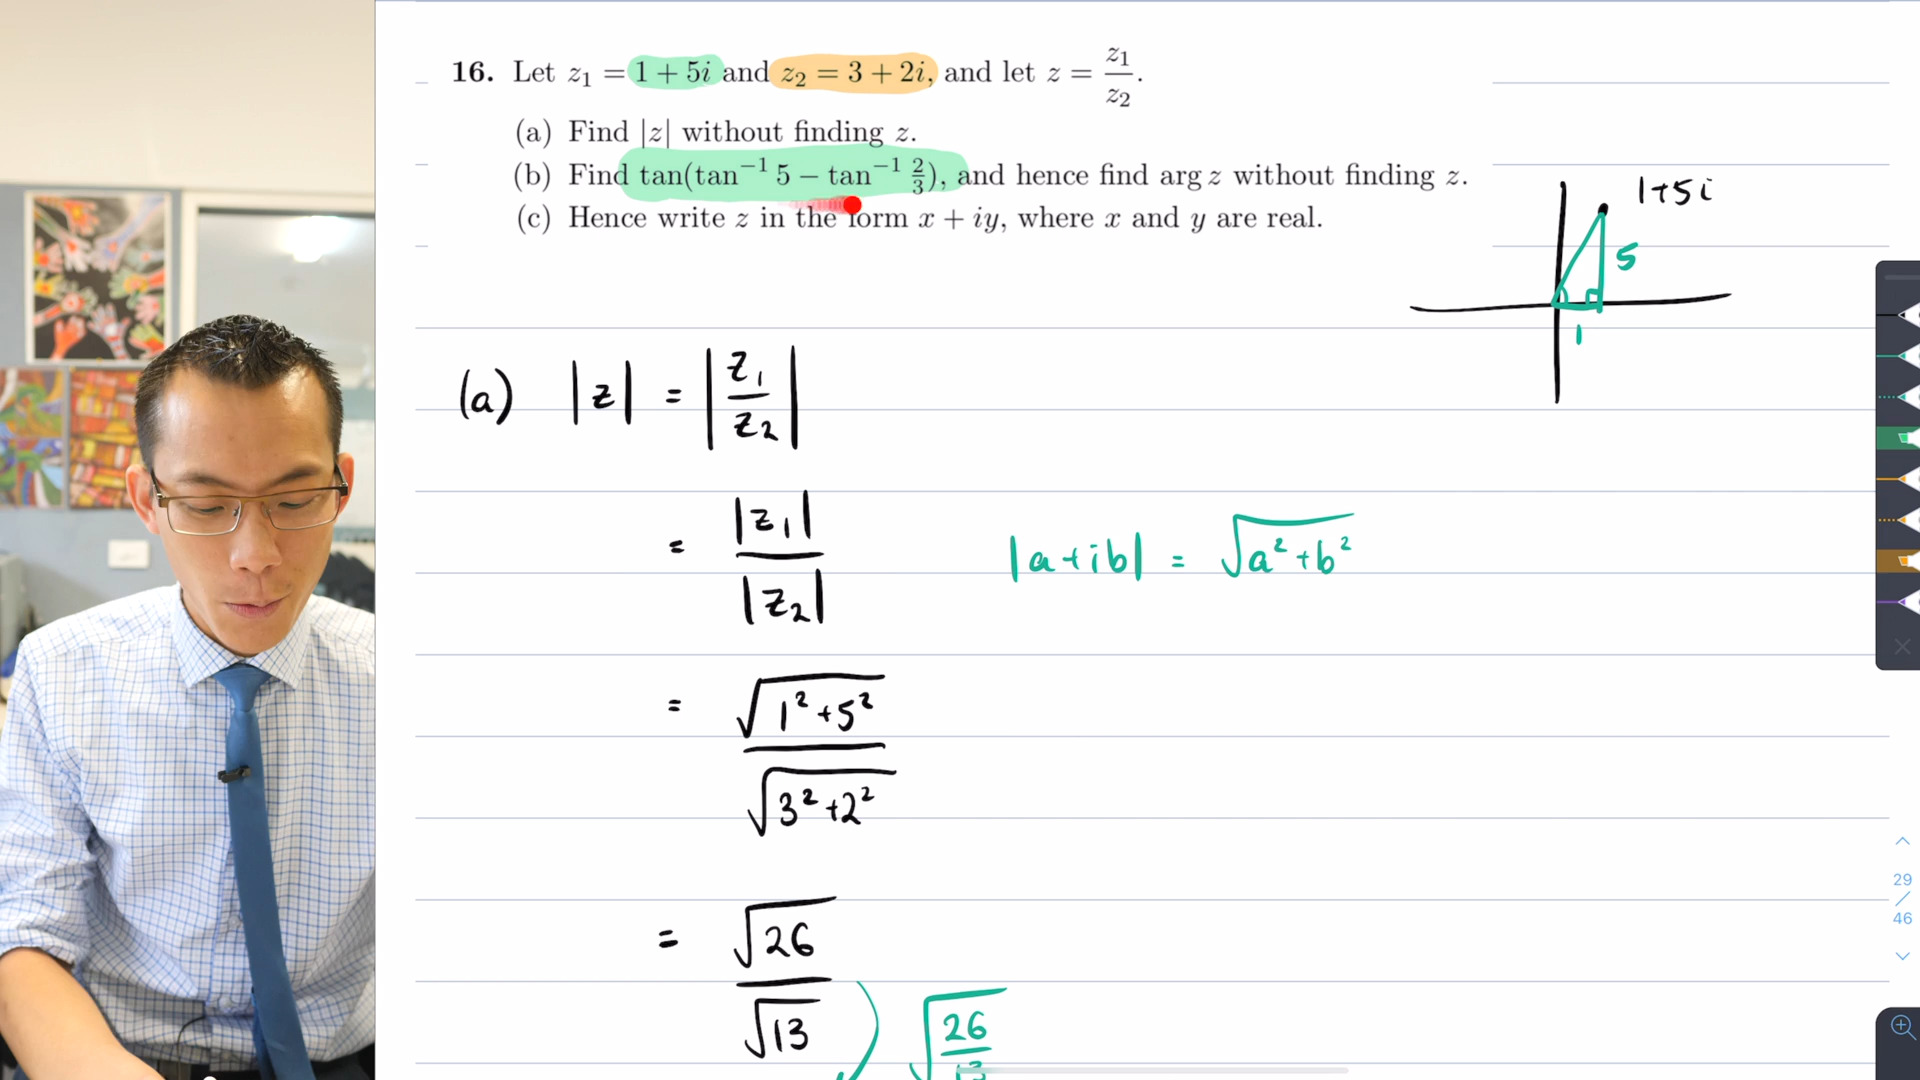 16. Let z₁ = 1 + 5i and z₂ = 3 + 2i, and let z = z₁/z₂.
(a) Find |z| without finding z.
(b) Find tan(tan⁻¹ 5 − tan⁻¹ 2/3), and hence find arg z without finding z.
(c) Hence write z in the form x + iy, where x and y are real.
1+5i
5
1
(a) |z| = |z₁/z₂|
= |z₁|/|z₂|
|a+ib| = √(a²+b²)
= √(1²+5²)/√(3²+2²)
= √26/√13
√(26/13)
29
/
46